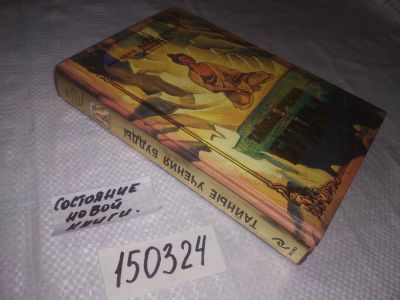 ТАЙНЫЕ УЧЕНИЯ БУДДЫ
СОСТОЯНИЕ
НОВОЙ
КНИГИ.
150324